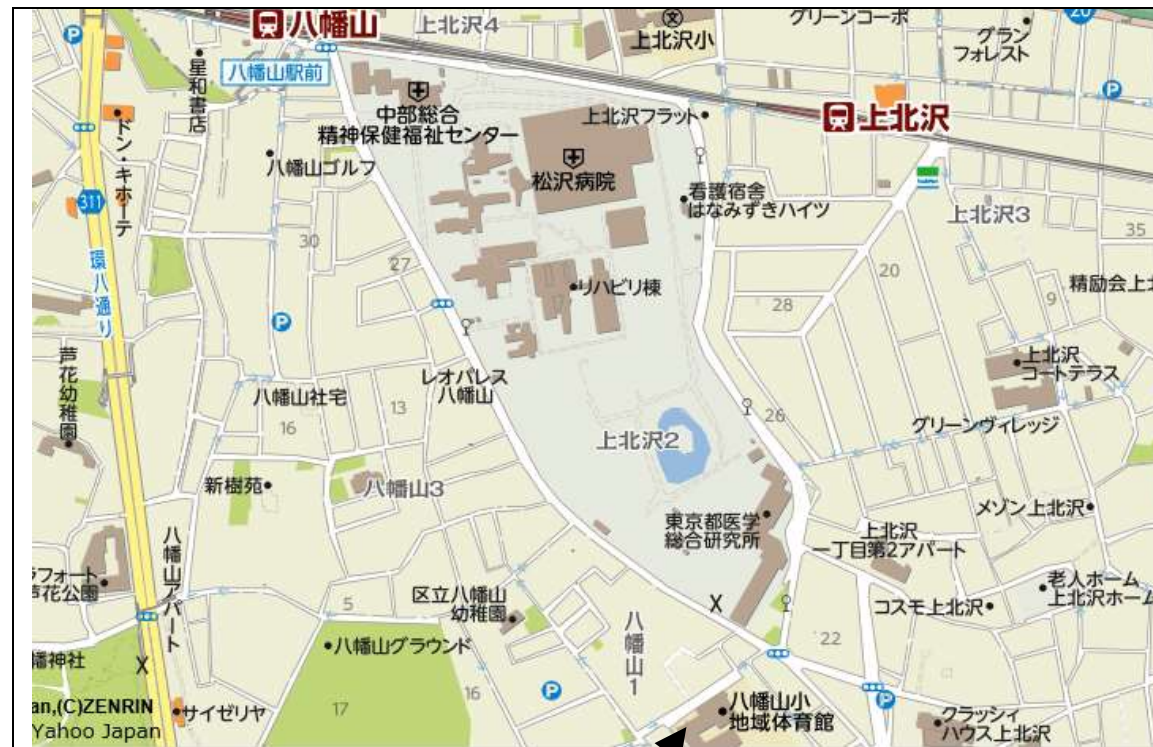 八幡山
上北沢4
上北沢小
グリーンコーポ
20
グラン
フォレスト
P
八幡山駅前
星和書店
中部総合
精神保健福祉センター
上北沢フラット
上北沢
P
ドン・キホーテ
八幡山ゴルフ
松沢病院
看護宿舎
はなみずきハイツ
上北沢3
311
30
27
35
環八通り
20
精励会上
9
リハビリ棟
28
P
芦花幼稚園
レオパレス
八幡山
上北沢
コートテラス
八幡山社宅
13
16
26
グリーンヴィレッジ
上北沢2
新樹苑
八幡山3
メゾン上北沢
東京都医学
総合研究所
上北沢
一丁目第2アパート
八幡山アパート
ラフォート
芦花公園
老人ホーム
上北沢ホーム
区立八幡山
幼稚園
5
X
コスモ上北沢
八幡山1
22
八幡山グラウンド
幡神社
X
16
P
17
P
an,(C)ZENRIN
Yahoo Japan
サイゼリヤ
八幡山小
地域体育館
クラッシィ
ハウス上北沢